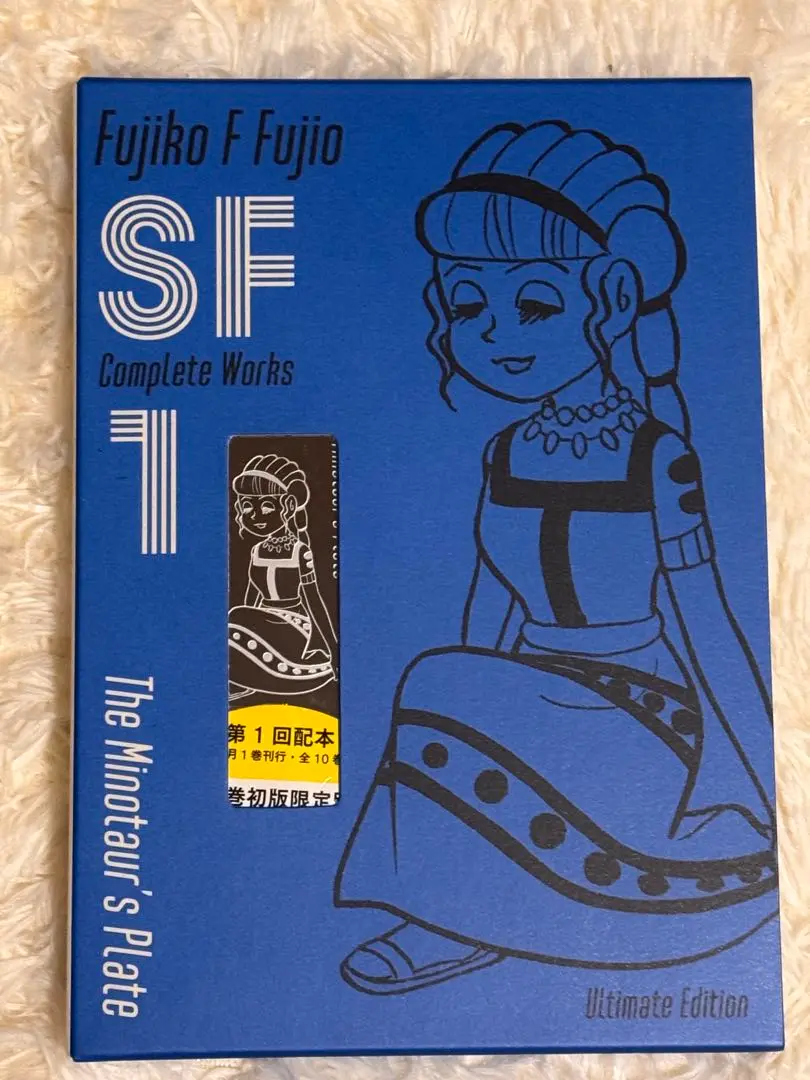 Fujiko F Fujio
SF
Complete Works
1
The Minotaur's Plate
第1回配本
月1巻刊行・全10巻
巻初版限定
Ultimate Edition